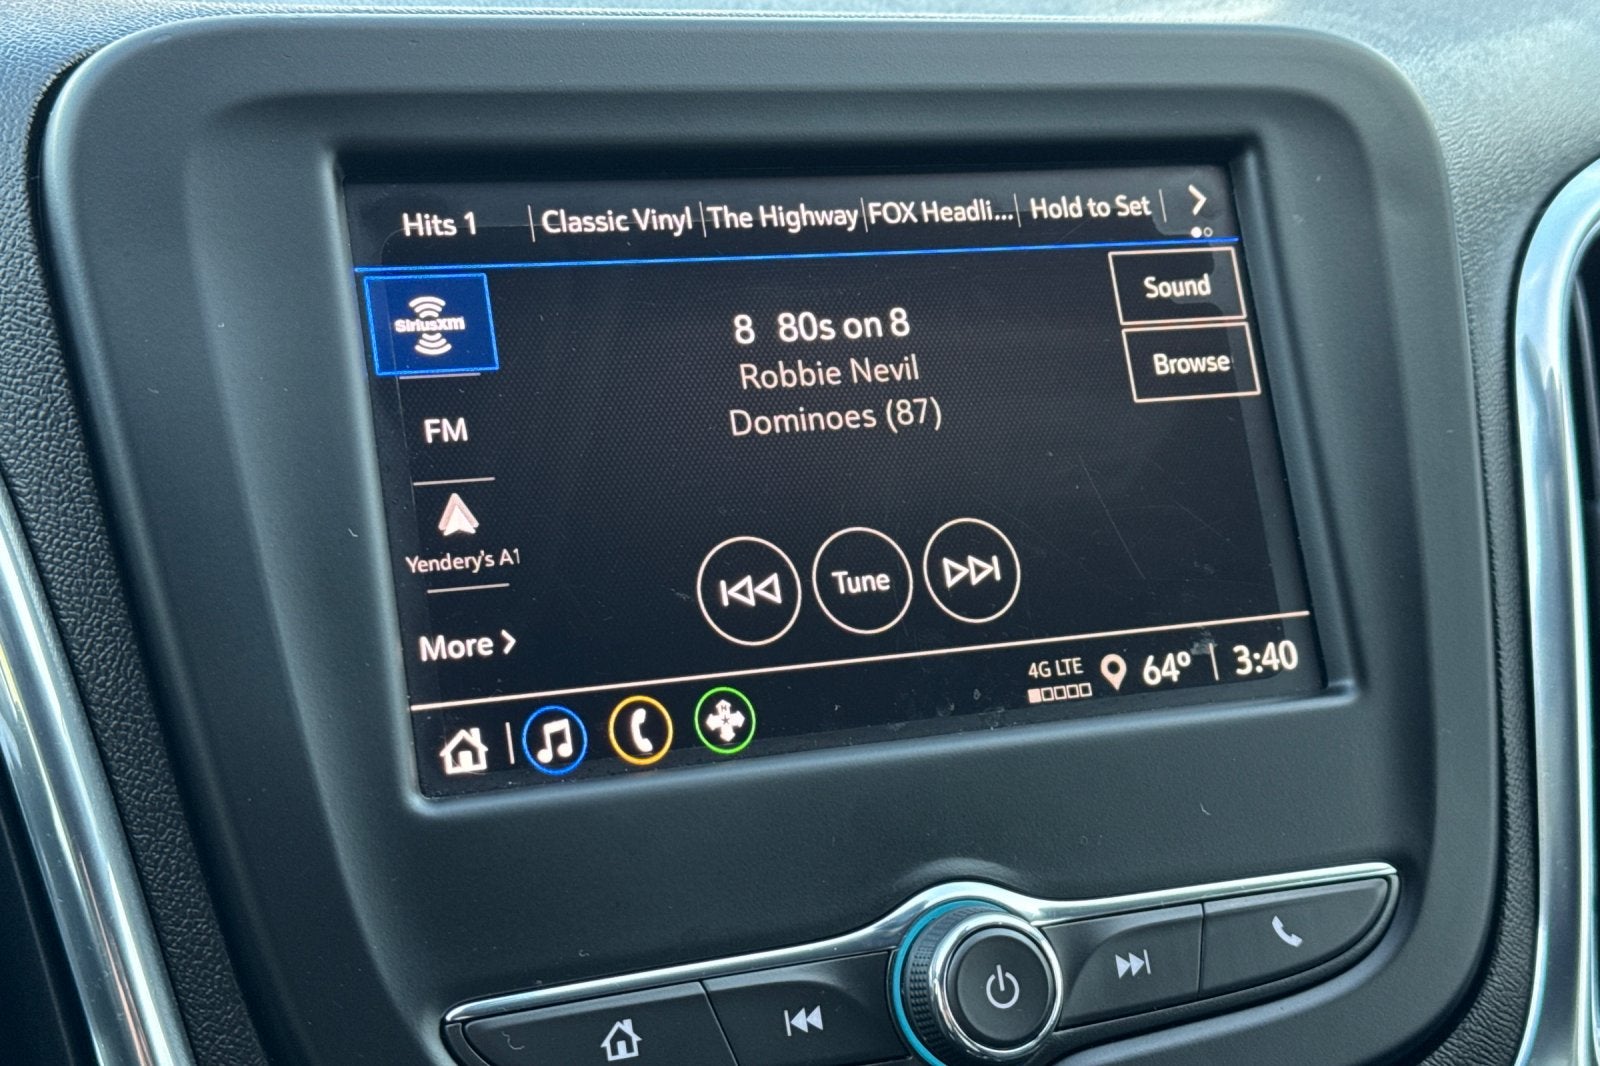 Hits 1
Classic Vinyl
The Highway
FOX Headli...
Hold to Set
SiriusXM
8 80s on 8
Sound
Robbie Nevil
Browse
Dominoes (87)
FM
Yendery's A1
Tune
More
4G LTE
64°
3:40
N